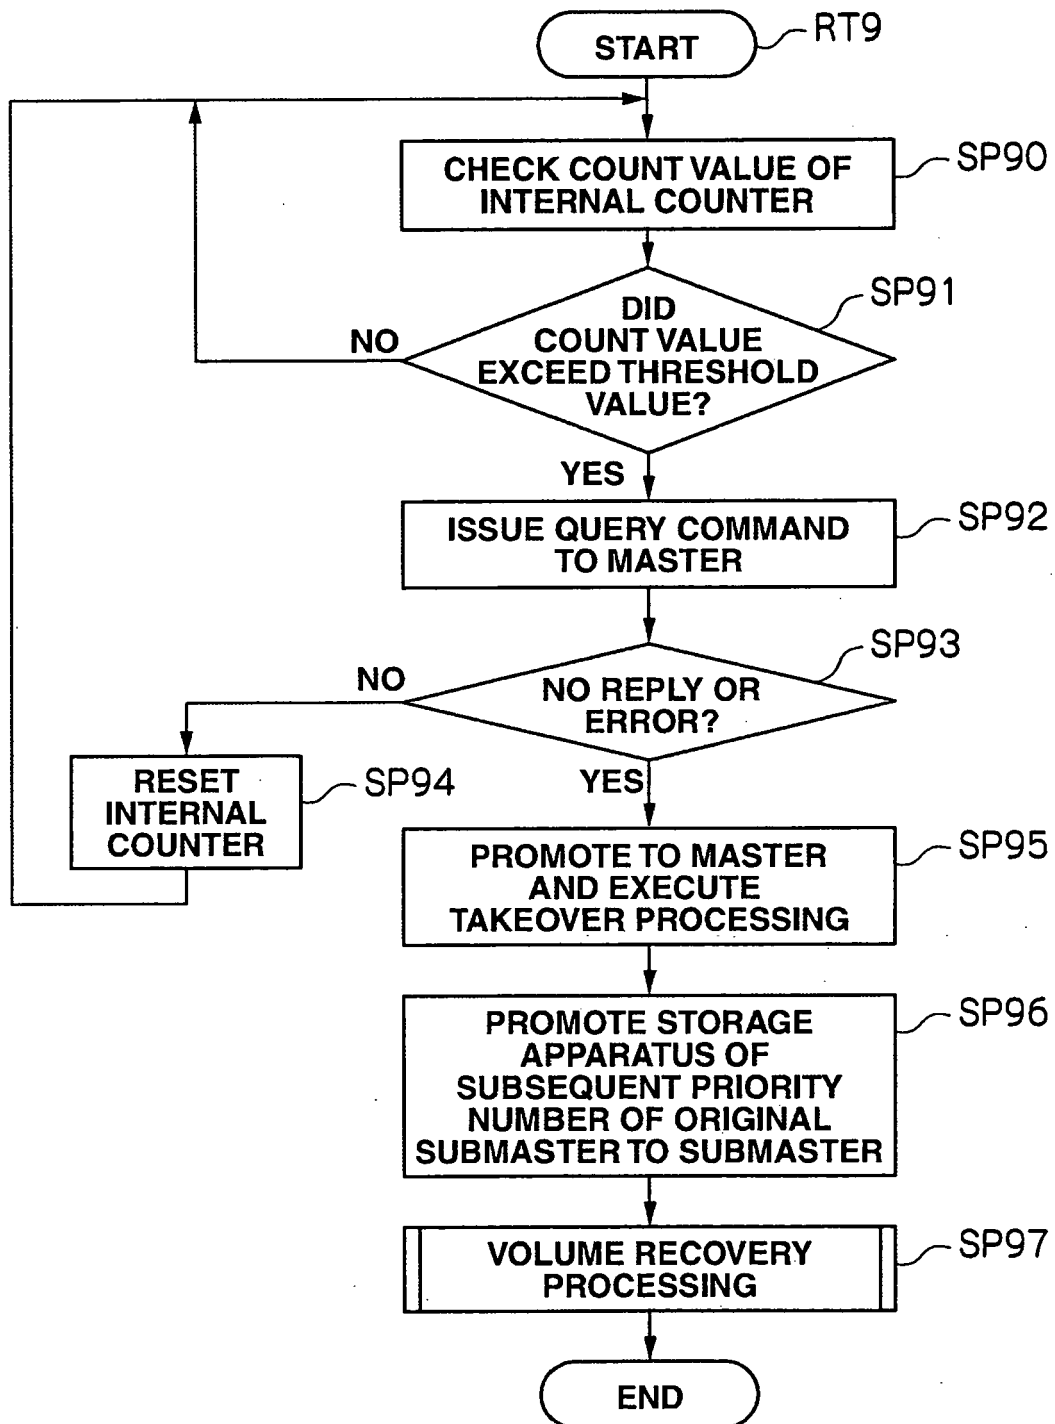 START
RT9
CHECK COUNT VALUE OF
INTERNAL COUNTER
SP90
DID
COUNT VALUE
EXCEED THRESHOLD
VALUE?
SP91
NO
YES
ISSUE QUERY COMMAND
TO MASTER
SP92
NO REPLY OR
ERROR?
SP93
NO
YES
RESET
INTERNAL
COUNTER
SP94
PROMOTE TO MASTER
AND EXECUTE
TAKEOVER PROCESSING
SP95
PROMOTE STORAGE
APPARATUS OF
SUBSEQUENT PRIORITY
NUMBER OF ORIGINAL
SUBMASTER TO SUBMASTER
SP96
VOLUME RECOVERY
PROCESSING
SP97
END